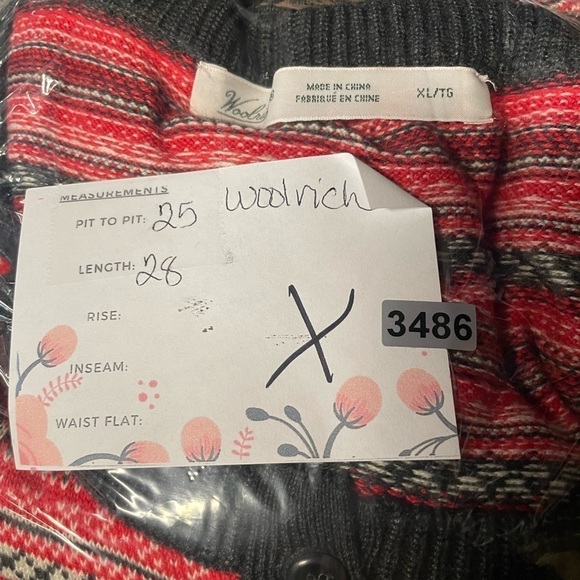 MADE IN CHINA
FABRIQUÉ EN CHINE
XL/TG
MEASUREMENTS
PIT TO PIT: 25 Woolrich
LENGTH: 28
RISE:
X
3486
INSEAM:
WAIST FLAT: